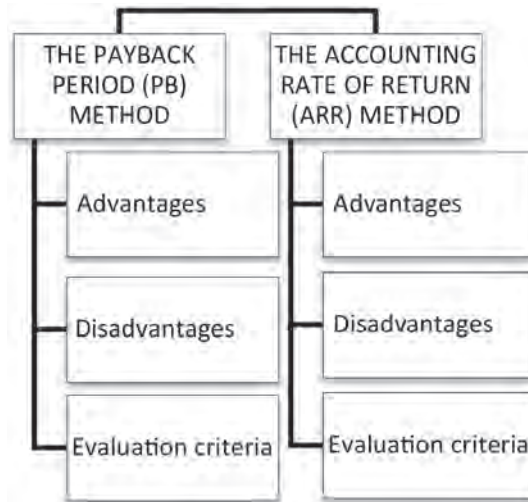 THE PAYBACK
PERIOD (PB)
METHOD
Advantages
Disadvantages
Evaluation criteria
THE ACCOUNTING
RATE OF RETURN
(ARR) METHOD
Advantages
Disadvantages
Evaluation criteria